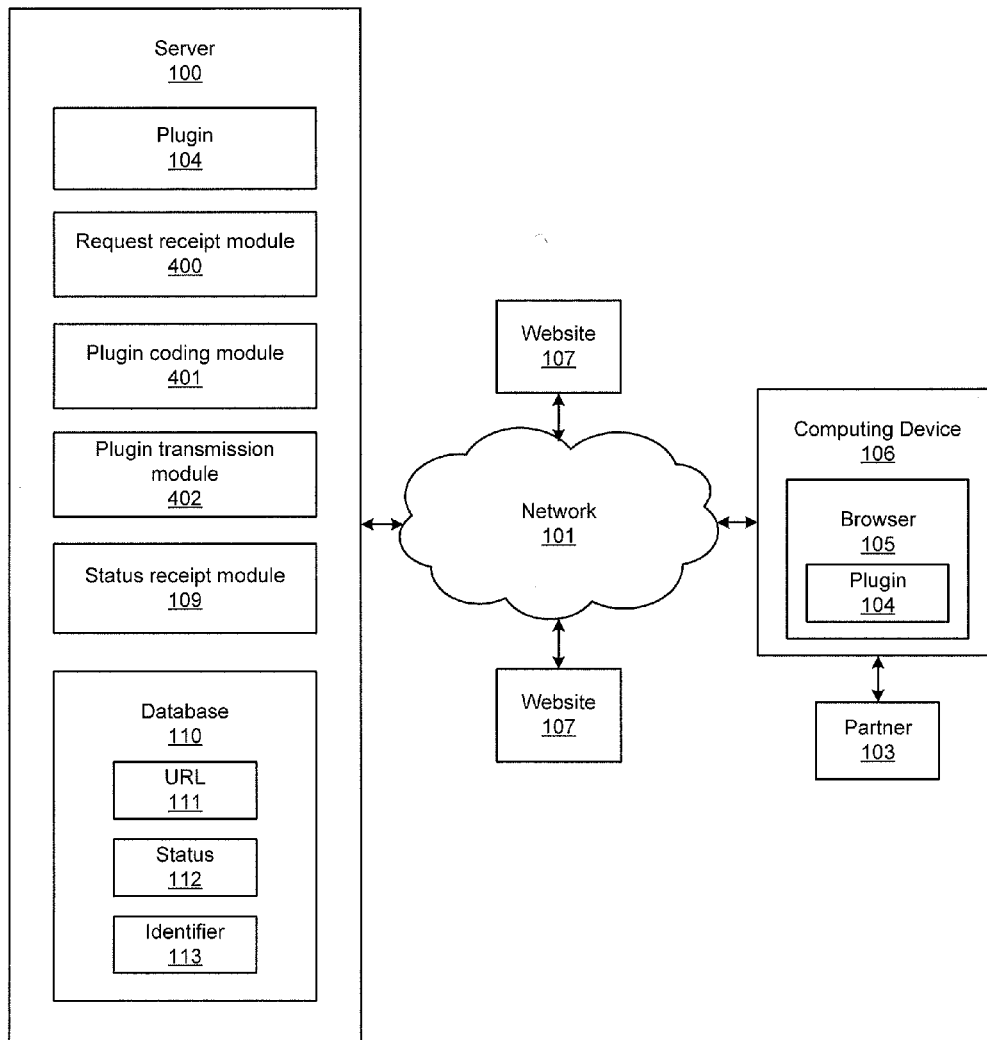 Server
100
Plugin
104
Request receipt module
400
Plugin coding module
401
Plugin transmission
module
402
Status receipt module
109
Database
110
URL
111
Status
112
Identifier
113
Website
107
Network
101
Website
107
Computing Device
106
Browser
105
Plugin
104
Partner
103